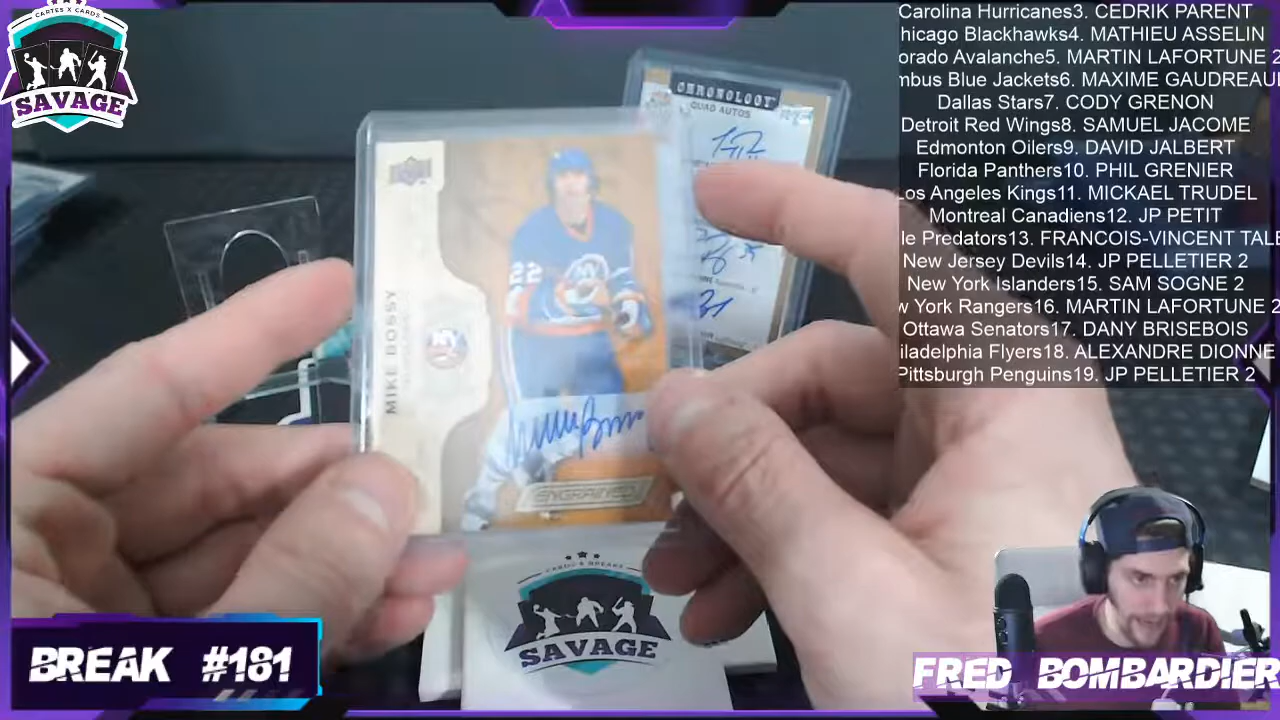 CARTES X CARDS
SAVAGE
Carolina Hurricanes3. CEDRIK PARENT
hicago Blackhawks4. MATHIEU ASSELIN
orado Avalanche5. MARTIN LAFORTUNE 2
mbus Blue Jackets6. MAXIME GAUDREAU
Dallas Stars7. CODY GRENON
Detroit Red Wings8. SAMUEL JACOME
Edmonton Oilers9. DAVID JALBERT
Florida Panthers10. PHIL GRENIER
Los Angeles Kings11. MICKAEL TRUDEL
Montreal Canadiens12. JP PETIT
le Predators13. FRANCOIS-VINCENT TALE
New Jersey Devils14. JP PELLETIER 2
New York Islanders15. SAM SOGNE 2
w York Rangers16. MARTIN LAFORTUNE 2
Ottawa Senators17. DANY BRISEBOIS
iladelphia Flyers18. ALEXANDRE DIONNE
Pittsburgh Penguins19. JP PELLETIER 2
CHRONOLOGY
QUAD AUTOS
MIKE BOSSY
22
NY
NY
ENGRAINED
CARDS & BREAKS
SAVAGE
BREAK #181
FRED BOMBARDIER